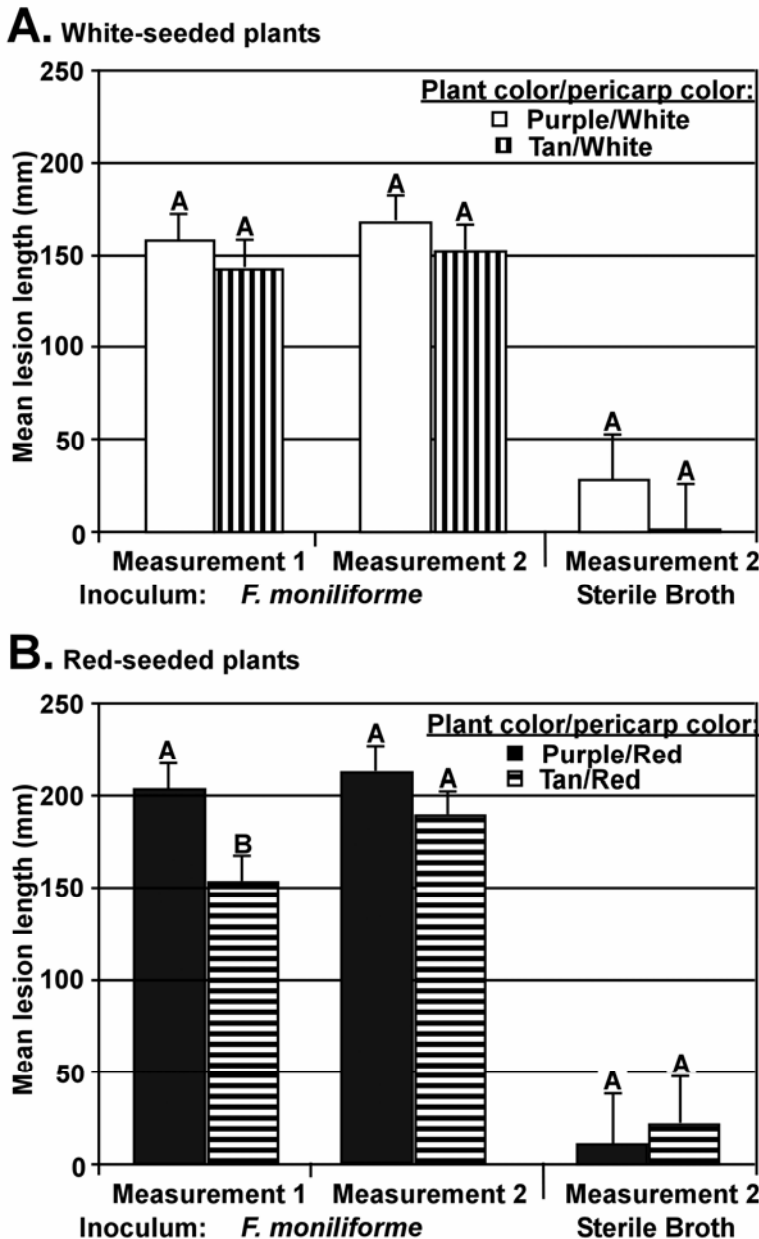 A. White-seeded plants
250
200
150
100
50
0
Mean lesion length (mm)
Plant color/pericarp color:
Purple/White
Tan/White
A
A
A
A
A
A
Measurement 1
Measurement 2
Measurement 2
Inoculum: F. moniliforme
Sterile Broth
B. Red-seeded plants
250
200
150
100
50
0
Mean lesion length (mm)
Plant color/pericarp color:
Purple/Red
Tan/Red
A
B
A
A
A
A
Measurement 1
Measurement 2
Measurement 2
Inoculum: F. moniliforme
Sterile Broth